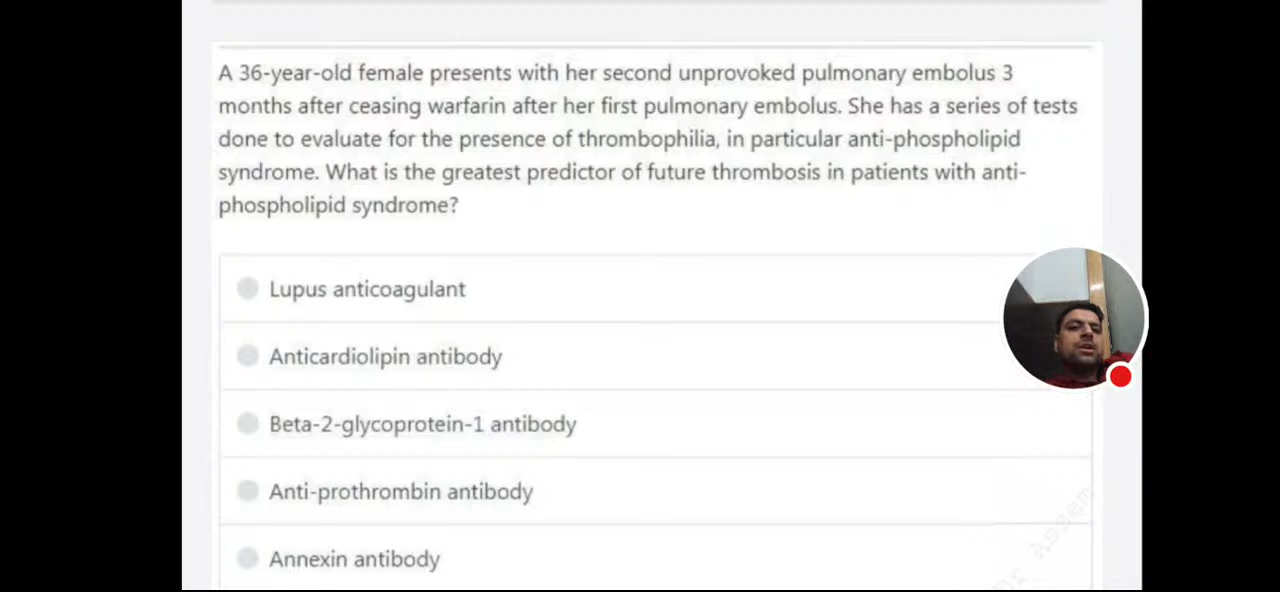 A 36-year-old female presents with her second unprovoked pulmonary embolus 3
months after ceasing warfarin after her first pulmonary embolus. She has a series of tests
done to evaluate for the presence of thrombophilia, in particular anti-phospholipid
syndrome. What is the greatest predictor of future thrombosis in patients with anti-
phospholipid syndrome?
Lupus anticoagulant
Anticardiolipin antibody
Beta-2-glycoprotein-1 antibody
Anti-prothrombin antibody
Annexin antibody